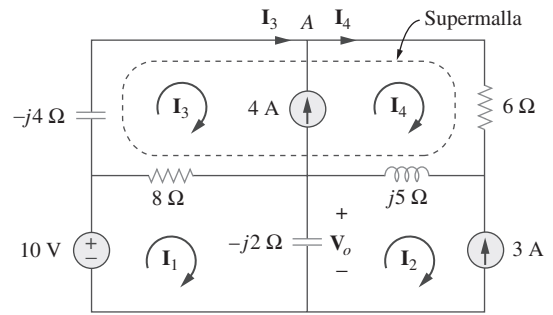 I₃ A I₄ Supermalla
−j4 Ω I₃ 4 A I₄ 6 Ω
8 Ω j5 Ω
10 V + − I₁ −j2 Ω + Vₒ − I₂ 3 A